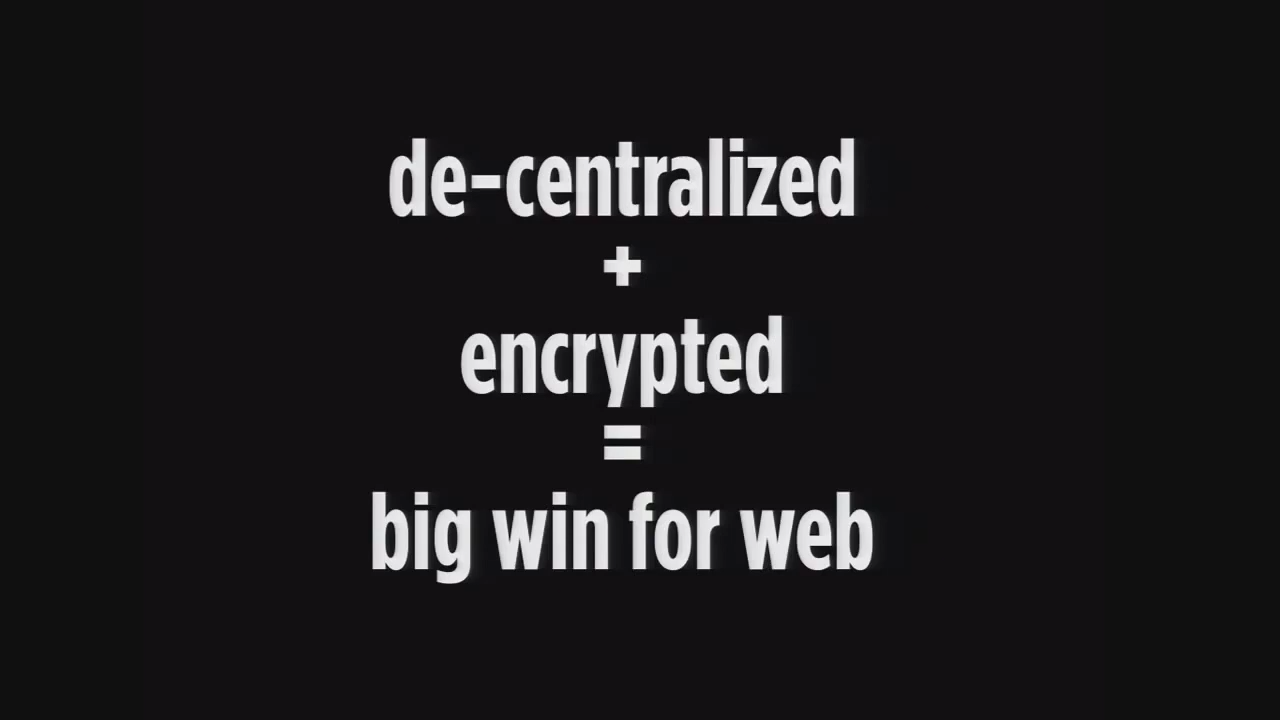 de-centralized
+
encrypted
=
big win for web